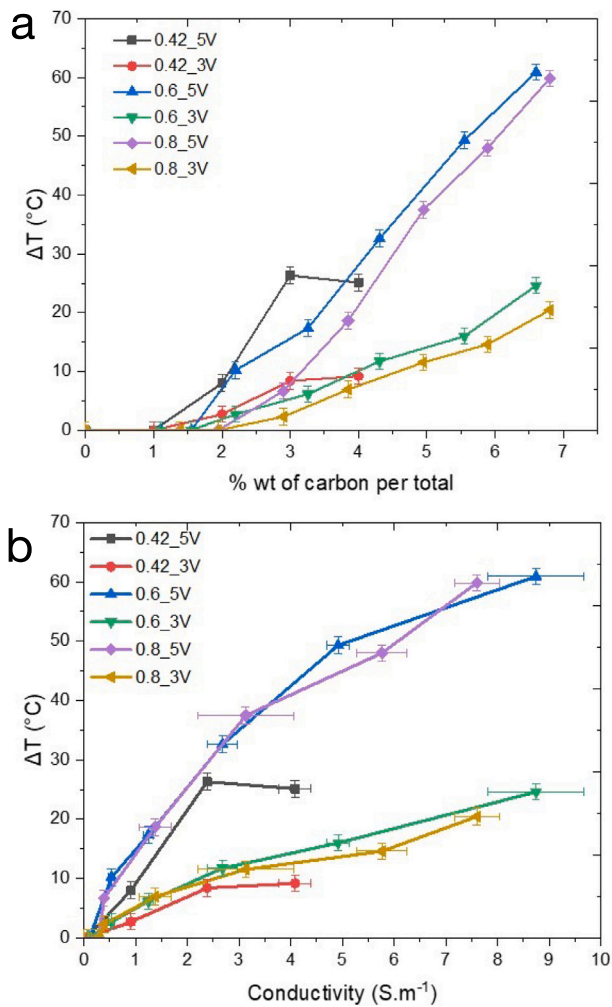 a
70
60
50
40
30
20
10
0
ΔT (°C)
0.42_5V
0.42_3V
0.6_5V
0.6_3V
0.8_5V
0.8_3V
0 1 2 3 4 5 6 7
% wt of carbon per total
b
70
60
50
40
30
20
10
0
ΔT (°C)
0.42_5V
0.42_3V
0.6_5V
0.6_3V
0.8_5V
0.8_3V
0 1 2 3 4 5 6 7 8 9 10
Conductivity (S.m⁻¹)